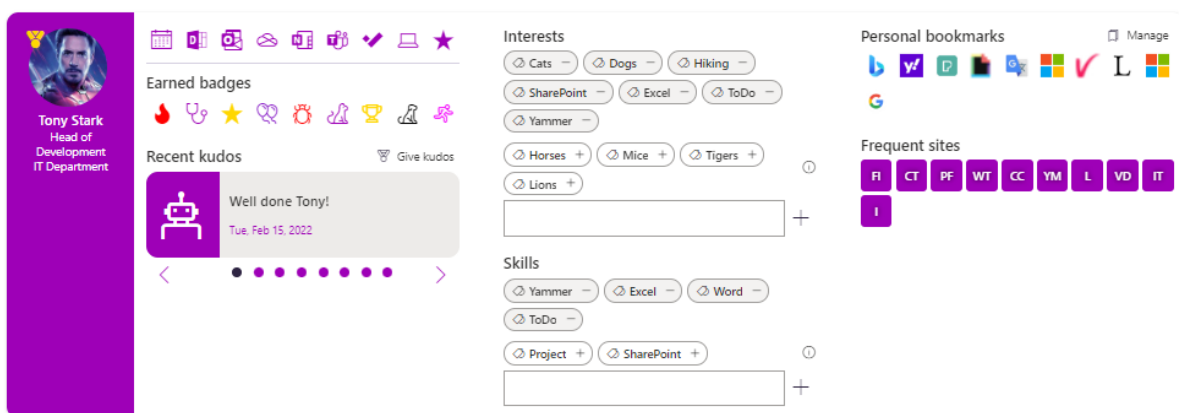 Tony Stark
Head of
Development
IT Department
Earned badges
Recent kudos
Give kudos
Well done Tony!
Tue, Feb 15, 2022
Interests
Cats − Dogs − Hiking −
SharePoint − Excel − ToDo −
Yammer −
Horses + Mice + Tigers +
Lions +
Skills
Yammer − Excel − Word −
ToDo −
Project + SharePoint +
Personal bookmarks
Manage
y! L
G
Frequent sites
FI CT PF WT CC YM L VD IT
I